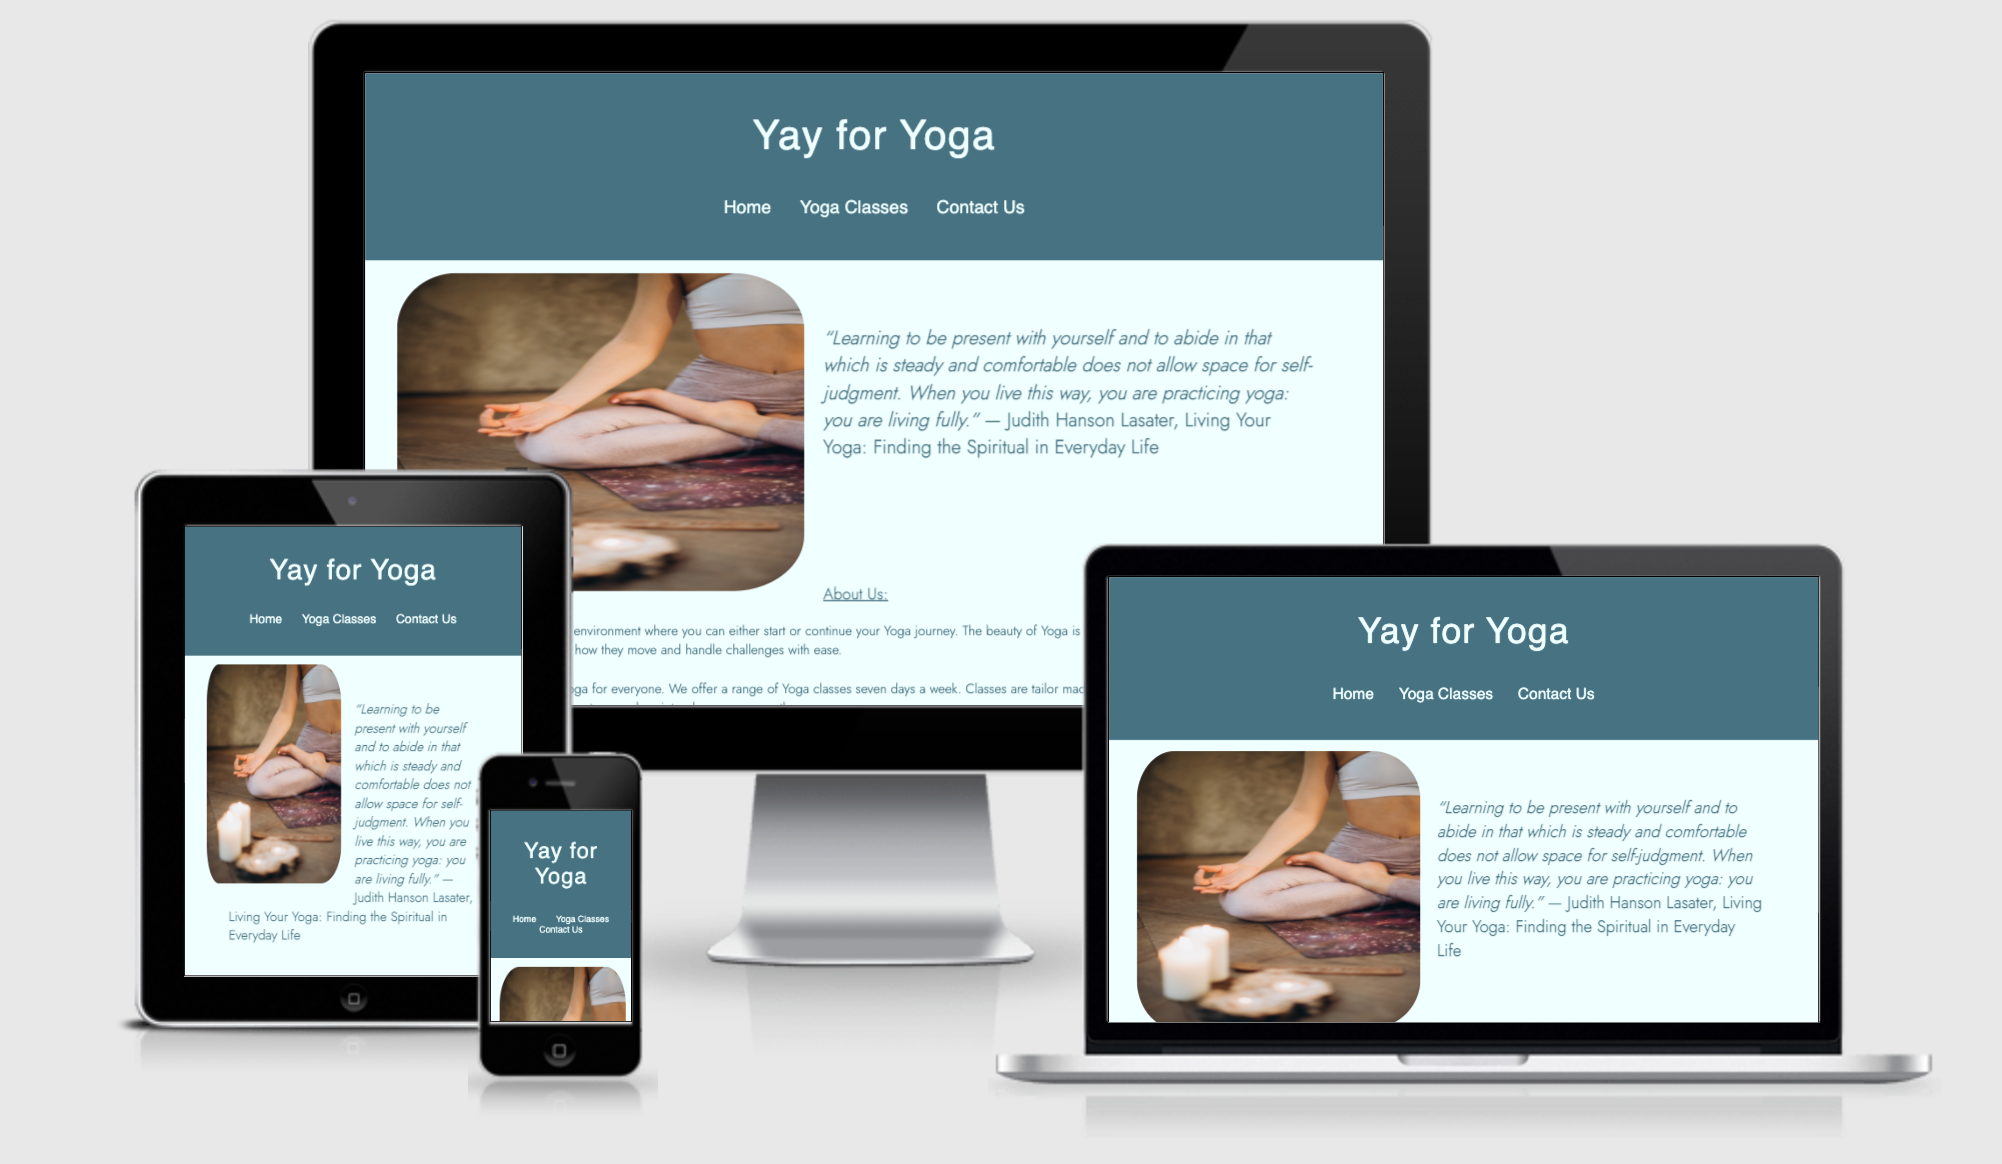 Yay for Yoga
Home Yoga Classes Contact Us
“Learning to be present with yourself and to abide in that
which is steady and comfortable does not allow space for self-
judgment. When you live this way, you are practicing yoga:
you are living fully.” — Judith Hanson Lasater, Living Your
Yoga: Finding the Spiritual in Everyday Life
About Us:
environment where you can either start or continue your Yoga journey. The beauty of Yoga is
how they move and handle challenges with ease.
for everyone. We offer a range of Yoga classes seven days a week. Classes are tailor
Yay for Yoga
Home Yoga Classes Contact Us
“Learning to be
present with yourself
and to abide in that
which is steady and
comfortable does not
allow space for self-
judgment. When you
live this way, you are
practicing yoga: you
are living fully.” —
Judith Hanson Lasater,
Living Your Yoga: Finding the Spiritual in
Everyday Life
Yay for
Yoga
Home Yoga Classes
Contact Us
Yay for Yoga
Home Yoga Classes Contact Us
“Learning to be present with yourself and to
abide in that which is steady and comfortable
does not allow space for self-judgment. When
you live this way, you are practicing yoga: you
are living fully.” — Judith Hanson Lasater, Living
Your Yoga: Finding the Spiritual in Everyday
Life